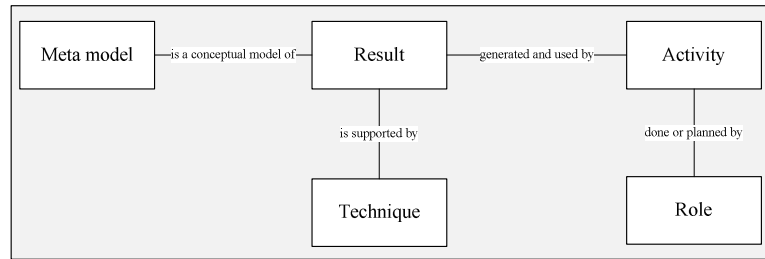 Meta model
is a conceptual model of
Result
generated and used by
Activity
is supported by
done or planned by
Technique
Role